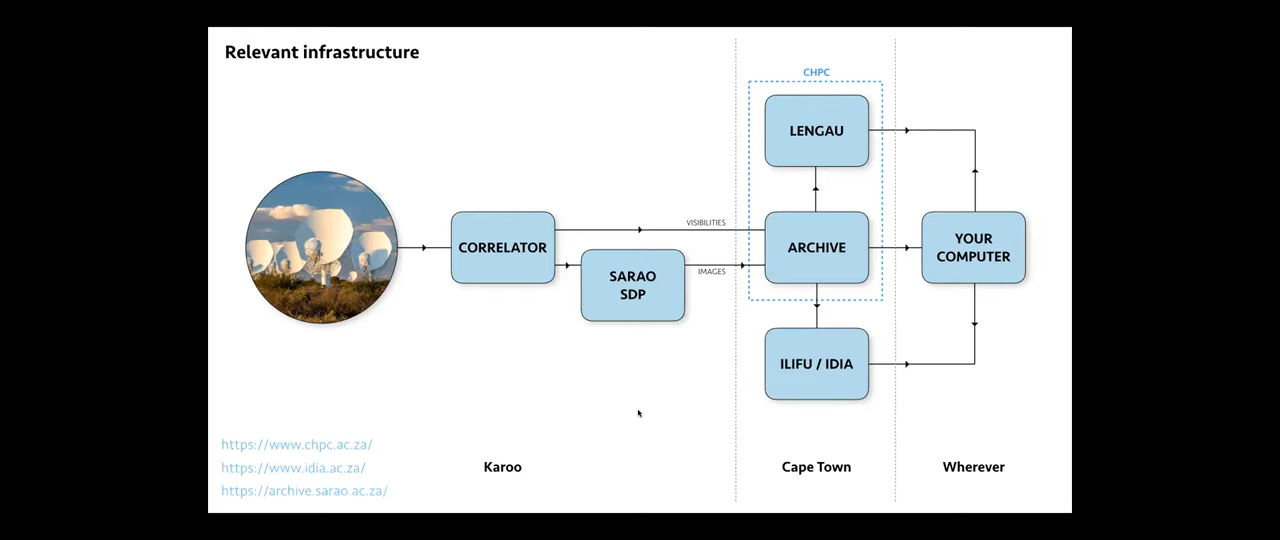 Relevant infrastructure
CHPC
LENGAU
VISIBILITIES
CORRELATOR
ARCHIVE
YOUR
COMPUTER
SARAO
SDP
IMAGES
ILIFU / IDIA
https://www.chpc.ac.za/
https://www.idia.ac.za/
https://archive.sarao.ac.za/
Karoo
Cape Town
Wherever